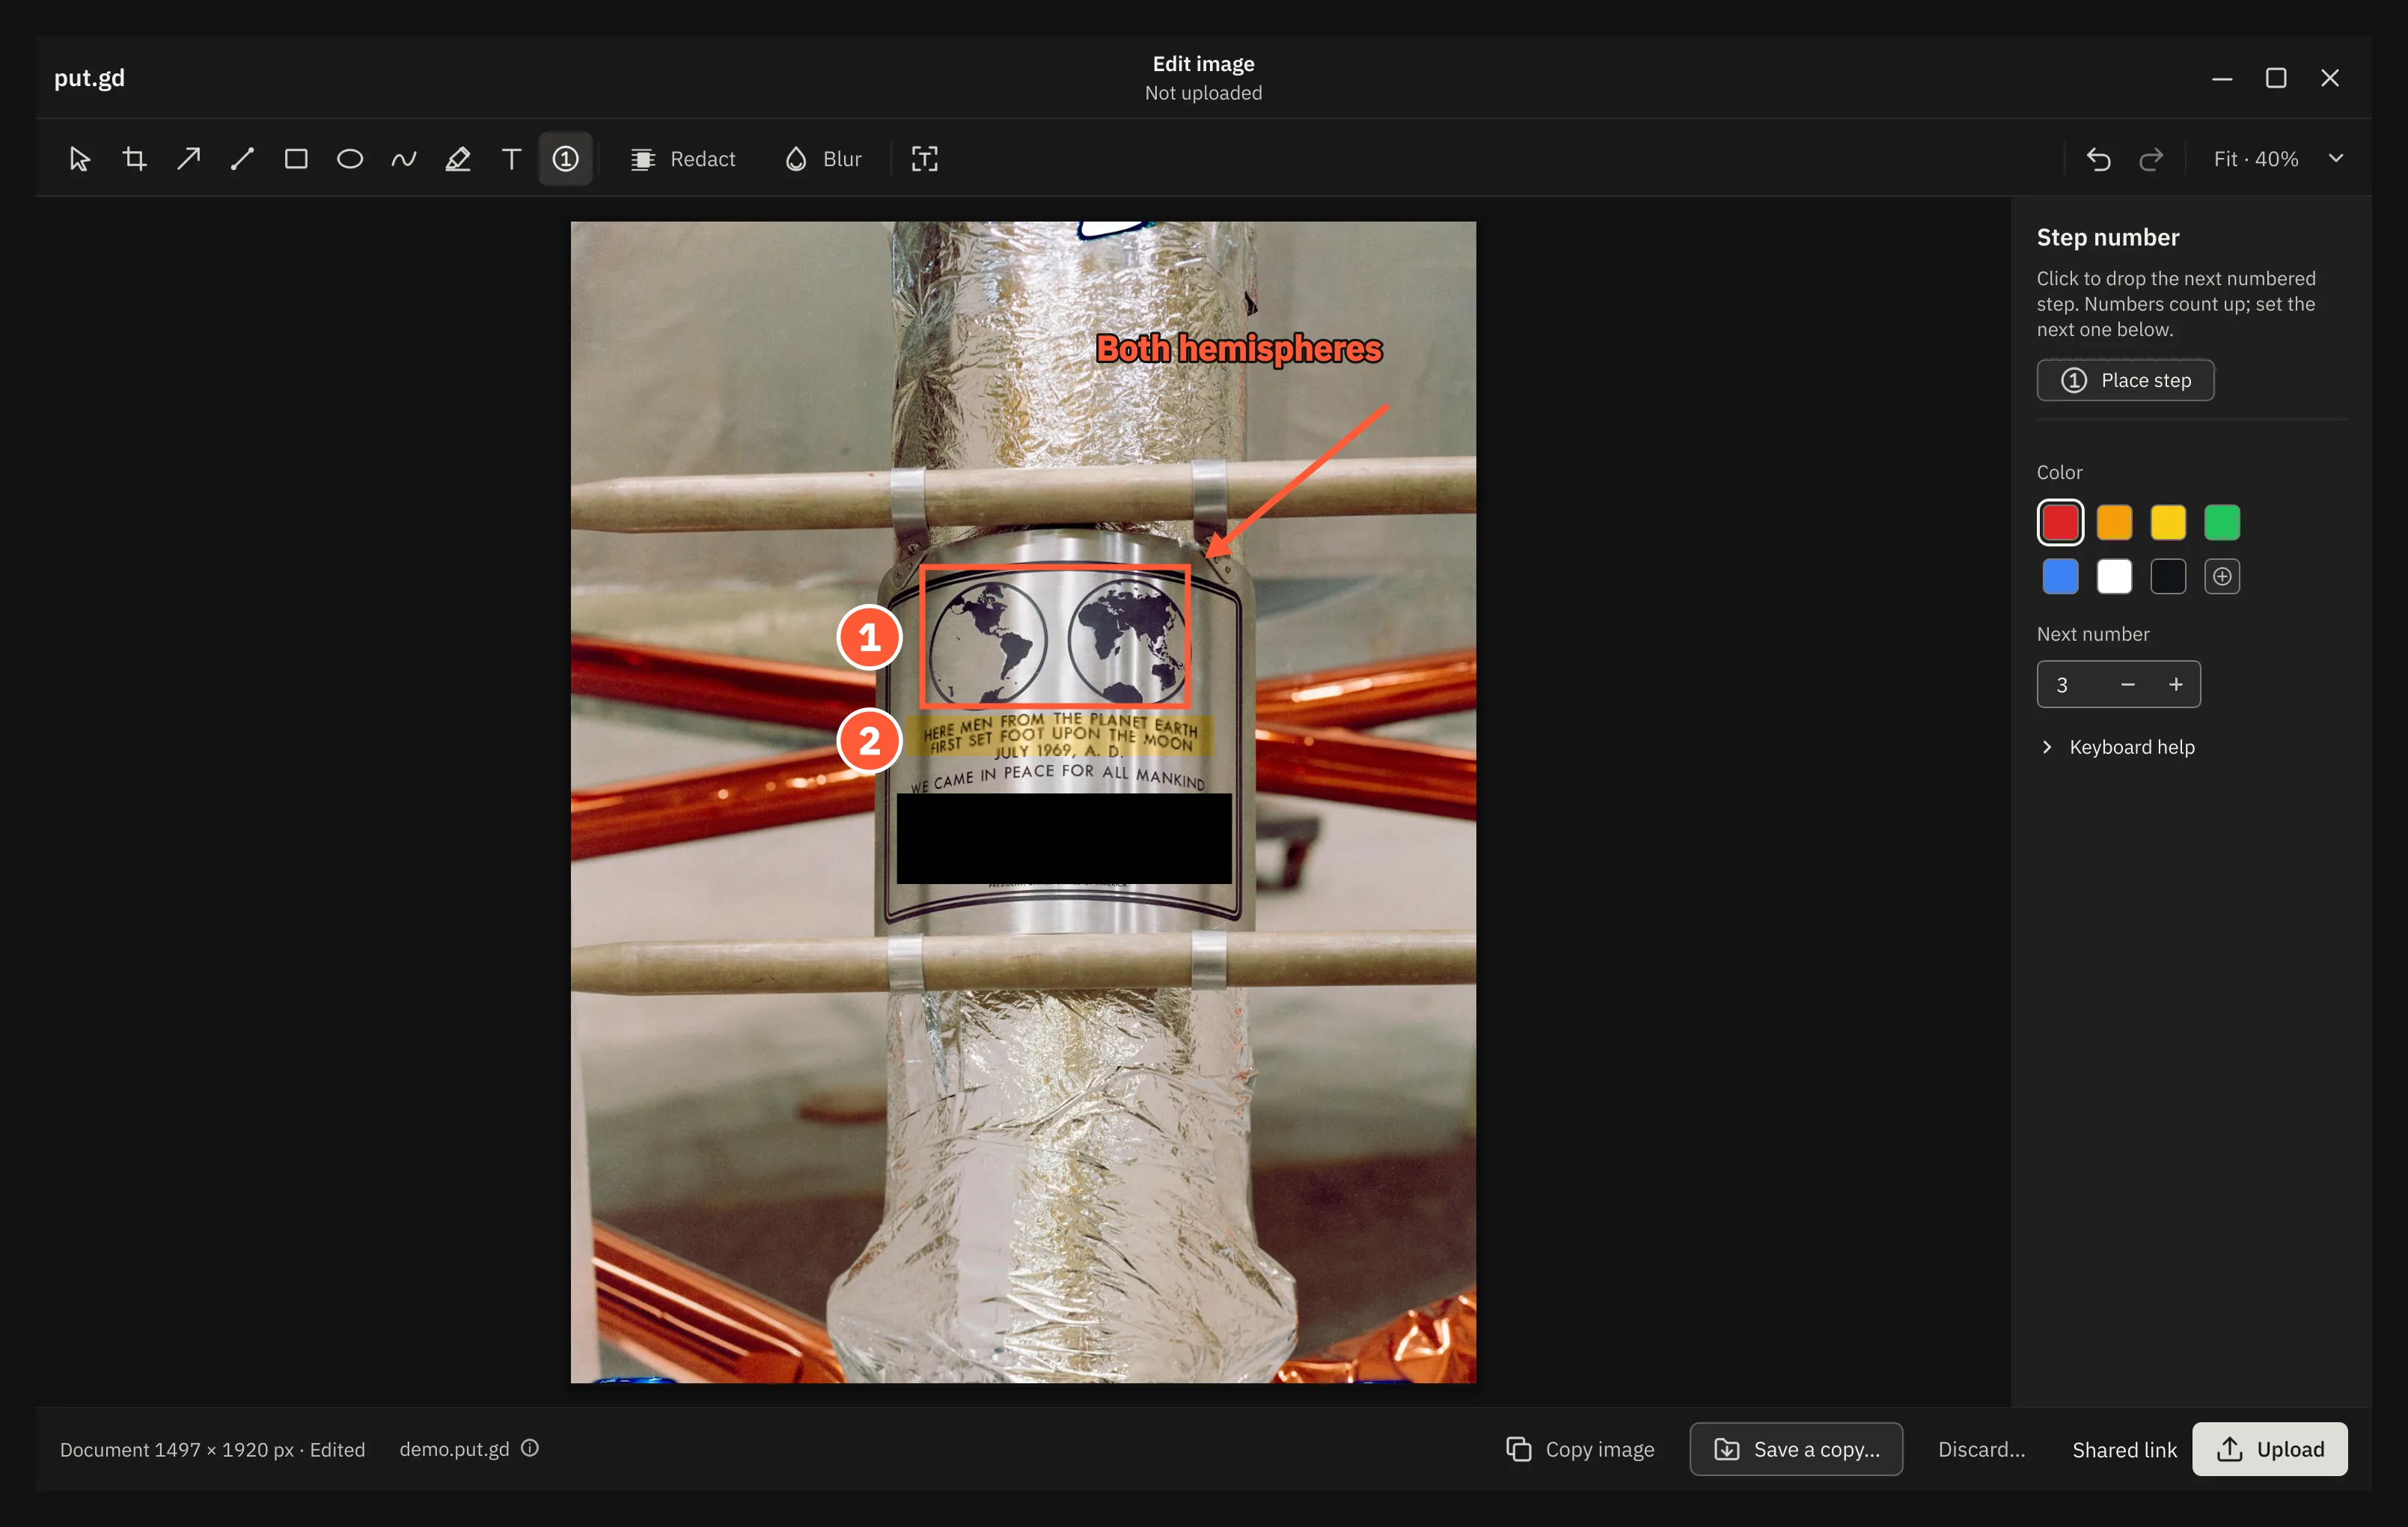 put.gd
Edit image
Not uploaded
1
Redact
Blur
Fit · 40%
Step number
Click to drop the next numbered
step. Numbers count up; set the
next one below.
1 Place step
Color
Next number
3
Keyboard help
Both hemispheres
1
2
HERE MEN FROM THE PLANET EARTH
FIRST SET FOOT UPON THE MOON
JULY 1969, A. D.
WE CAME IN PEACE FOR ALL MANKIND
Document 1497 × 1920 px · Edited
demo.put.gd
Copy image
Save a copy...
Discard...
Shared link
Upload